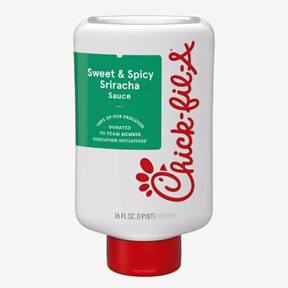 Sweet & Spicy
Sriracha
Sauce
100% OF OUR PROCEEDS
DONATED
TO TEAM MEMBER
EDUCATION INITIATIVES*
Chick-fil-A
16 FL. OZ. (1 PINT)